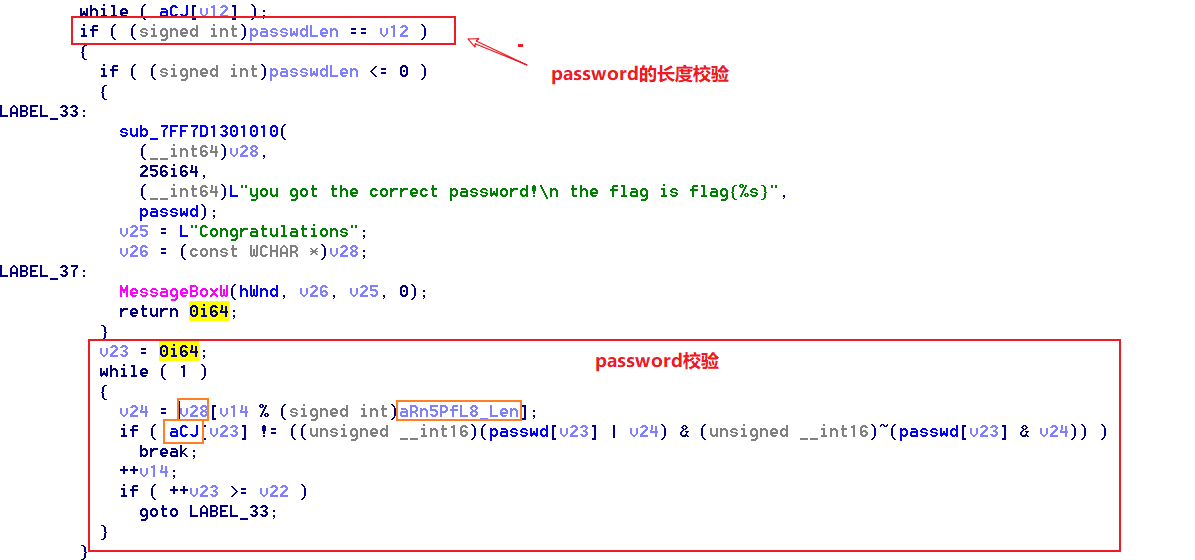 while ( aCJ[v12] );
if ( (signed int)passwdLen == v12 )
{
password的长度校验
if ( (signed int)passwdLen <= 0 )
{
LABEL_33:
sub_7FF7D1301010(
(__int64)v28,
256i64,
(__int64)L"you got the correct password!\n the flag is flag{%s}",
passwd);
v25 = L"Congratulations";
v26 = (const WCHAR *)v28;
LABEL_37:
MessageBoxW(hWnd, v26, v25, 0);
return 0i64;
}
v23 = 0i64;
password校验
while ( 1 )
{
v24 = v28[v14 % (signed int)aRn5PfL8_Len];
if ( aCJ[v23] != ((unsigned __int16)(passwd[v23] | v24) & (unsigned __int16)~(passwd[v23] & v24)) )
break;
++v14;
if ( ++v23 >= v22 )
goto LABEL_33;
}
}